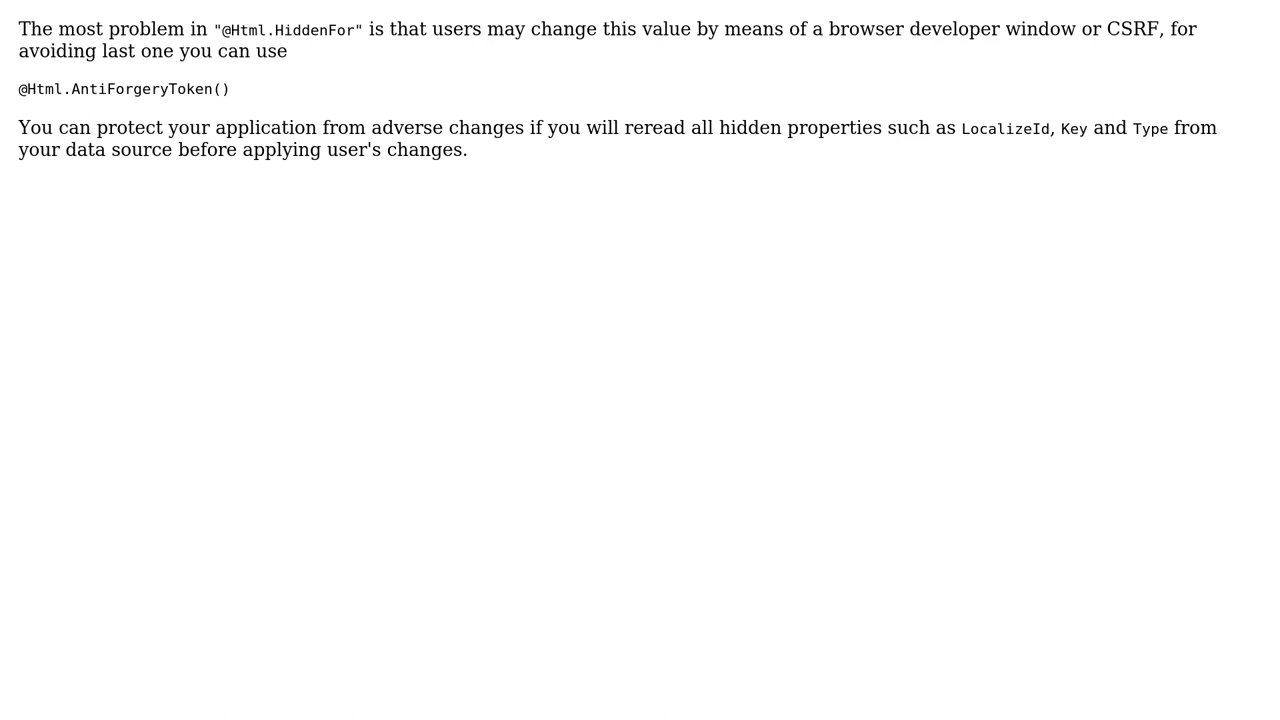 The most problem in "@Html.HiddenFor" is that users may change this value by means of a browser developer window or CSRF, for
avoiding last one you can use
@Html.AntiForgeryToken()
You can protect your application from adverse changes if you will reread all hidden properties such as LocalizeId, Key and Type from
your data source before applying user's changes.